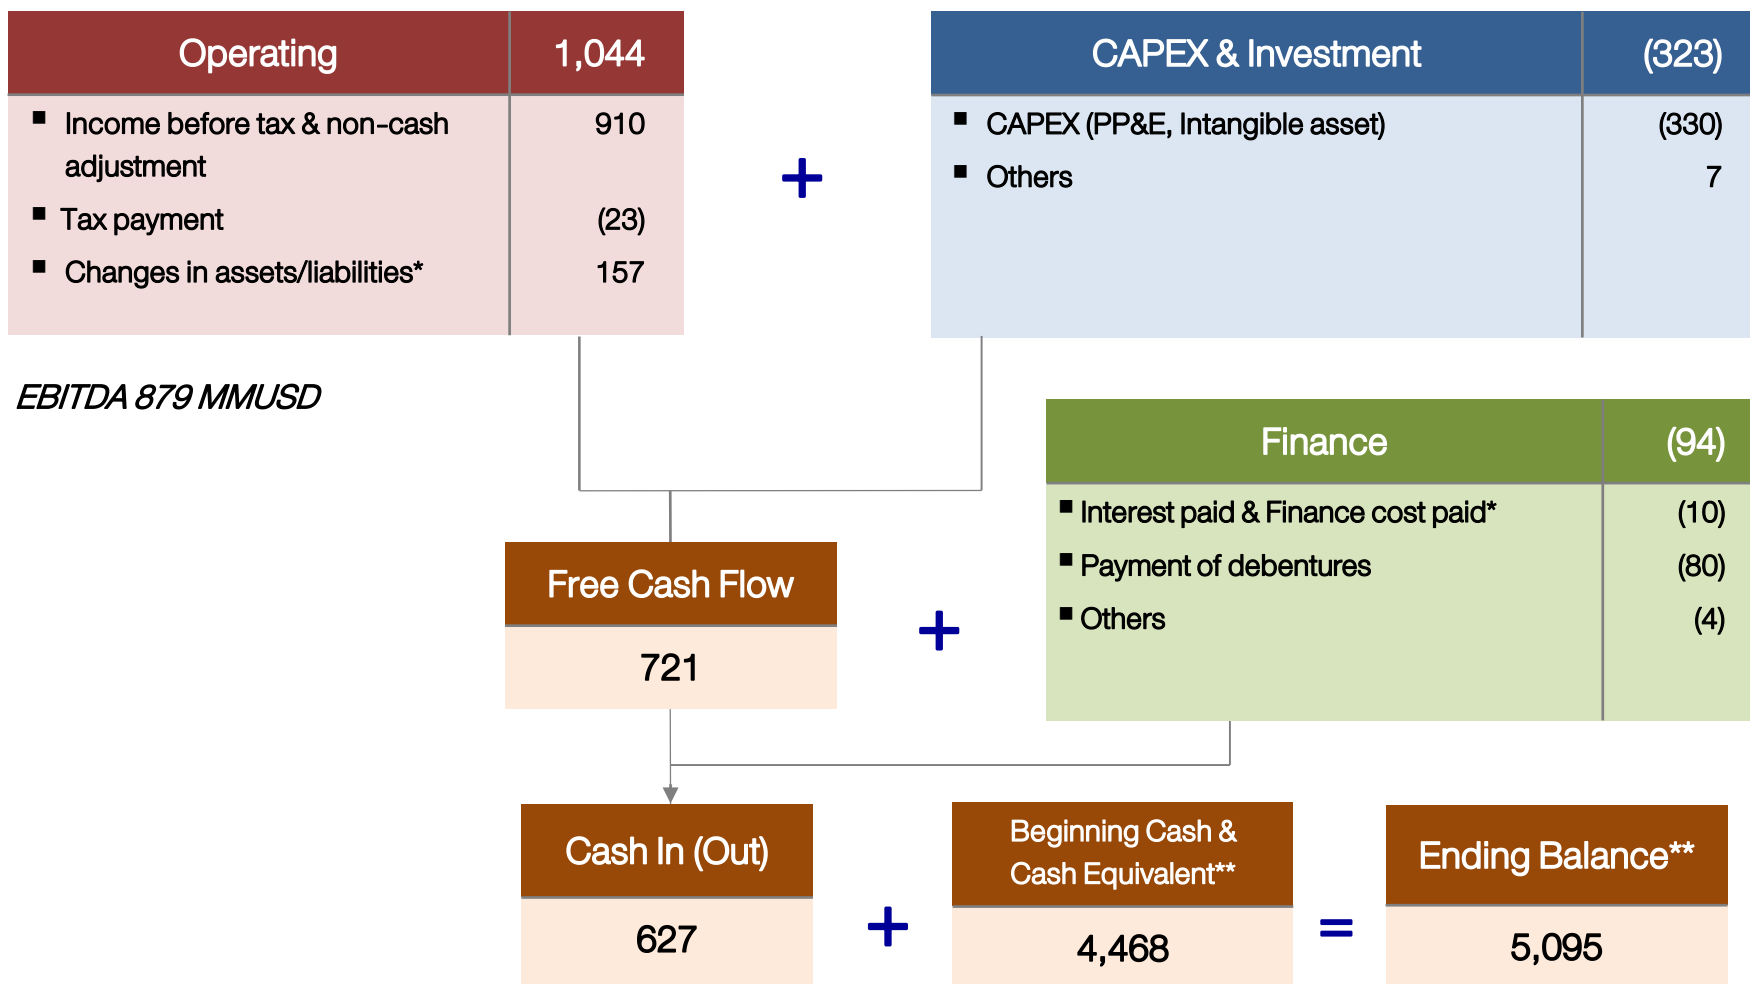 Operating 1,044
▪ Income before tax & non-cash 910
adjustment
▪ Tax payment (23)
▪ Changes in assets/liabilities* 157
+
CAPEX & Investment (323)
▪ CAPEX (PP&E, Intangible asset) (330)
▪ Others 7
EBITDA 879 MMUSD
Finance (94)
▪ Interest paid & Finance cost paid* (10)
▪ Payment of debentures (80)
▪ Others (4)
Free Cash Flow
721
+
Cash In (Out)
627
+
Beginning Cash &
Cash Equivalent**
4,468
=
Ending Balance**
5,095